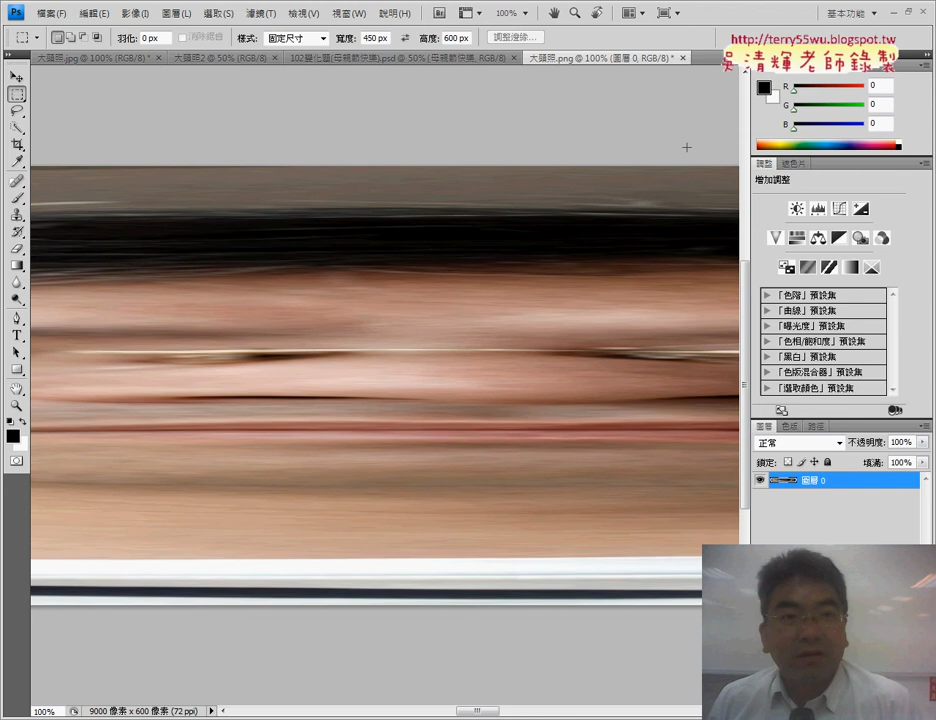 Ps 檔案(F) 編輯(E) 影像(I) 圖層(L) 選取(S) 濾鏡(T) 檢視(V) 視窗(W) 說明(H) Br 100% 基本功能
羽化: 0 px 消除鋸齒 樣式: 固定尺寸 寬度: 450 px 高度: 600 px 調整邊緣...
http://terry55wu.blogspot.tw
吳清輝老師錄製
大頭照.jpg @ 100% (RGB/8) * × 大頭照2 @ 50% (RGB/8) × 102變化臉(母親節快樂).psd @ 50% (母親節快樂, RGB/8) × 大頭照.png @ 100% (圖層 0, RGB/8) * ×
R 0
G 0
B 0
調整 遮色片
增加調整
「色階」預設集
「曲線」預設集
「曝光度」預設集
「色相/飽和度」預設集
「黑白」預設集
「色版混合器」預設集
「選取顏色」預設集
圖層 色版 路徑
正常 不透明度: 100%
鎖定: 填滿: 100%
圖層 0
100% 9000 像素 x 600 像素 (72 ppi)